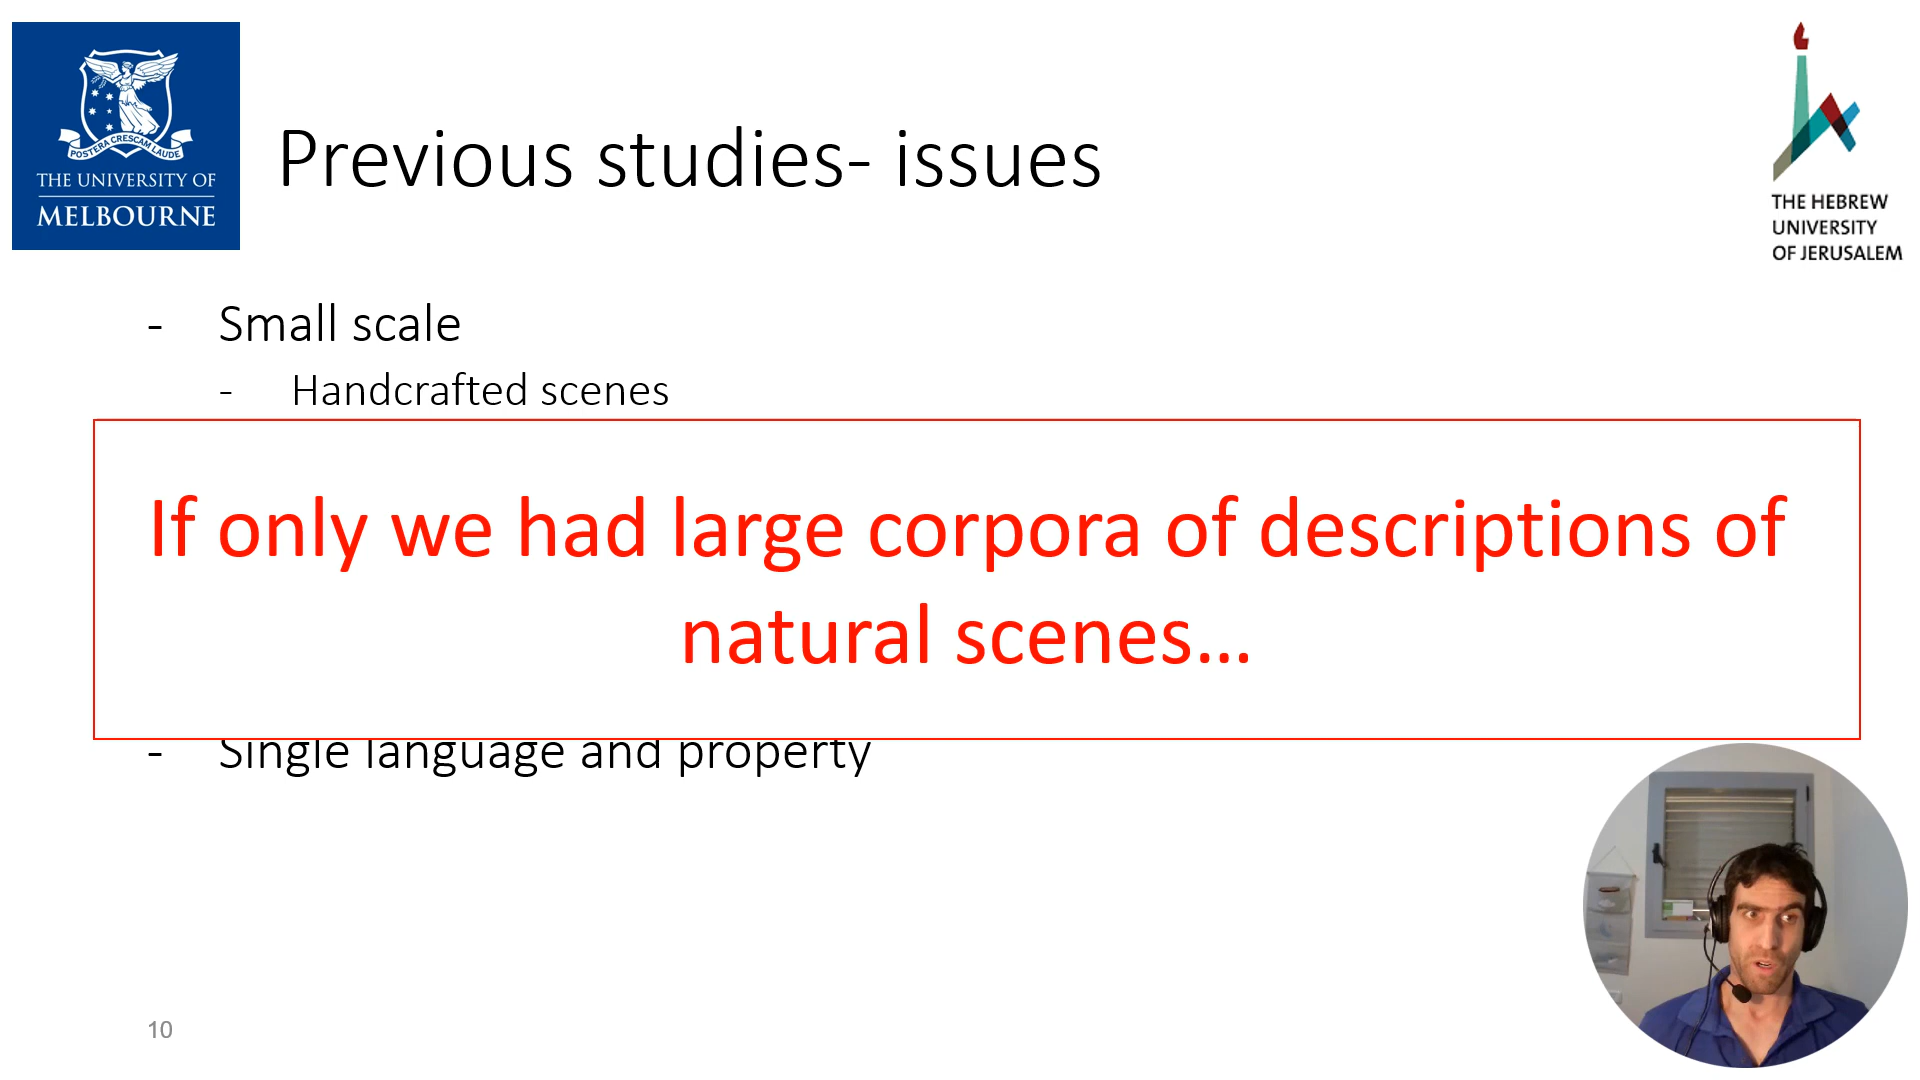 POSTERA CRESCAM LAUDE
THE UNIVERSITY OF
MELBOURNE
Previous studies- issues
THE HEBREW
UNIVERSITY
OF JERUSALEM
- Small scale
- Handcrafted scenes
If only we had large corpora of descriptions of
natural scenes...
- Single language and property
10